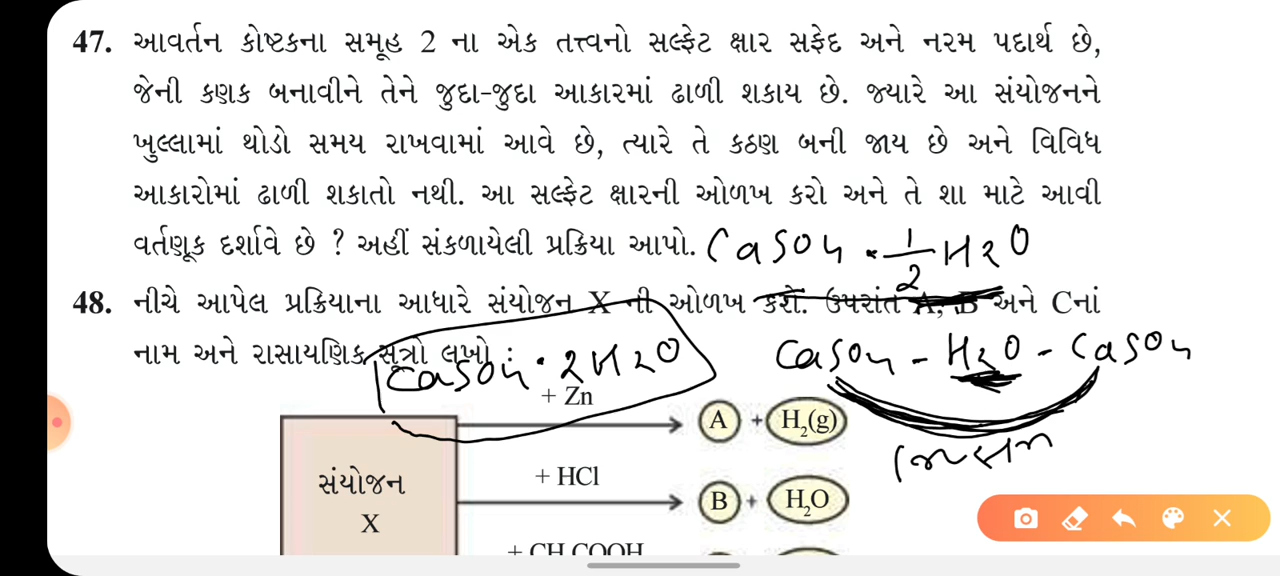 47. આવર્તન કોષ્ટકના સમૂહ 2 ના એક તત્ત્વનો સલ્ફેટ ક્ષાર સફેદ અને નરમ પદાર્થ છે,
જેની કણક બનાવીને તેને જુદા-જુદા આકારમાં ઢાળી શકાય છે. જ્યારે આ સંયોજનને
ખુલ્લામાં થોડો સમય રાખવામાં આવે છે, ત્યારે તે કઠણ બની જાય છે અને વિવિધ
આકારોમાં ઢાળી શકાતો નથી. આ સલ્ફેટ ક્ષારની ઓળખ કરો અને તે શા માટે આવી
વર્તણૂક દર્શાવે છે ? અહીં સંકળાયેલી પ્રક્રિયા આપો. CaSO4 · 1/2 H2O
48. નીચે આપેલ પ્રક્રિયાના આધારે સંયોજન X ની ઓળખ કરો. ઉપરાંત A, B અને Cનાં
નામ અને રાસાયણિક સૂત્રો લખો :
CaSO4 · 2H2O
CaSO4 - H2O - CaSO4
+ Zn
A + H₂(g)
સંયોજન
X
+ HCl
B + H₂O
+ CH COOH